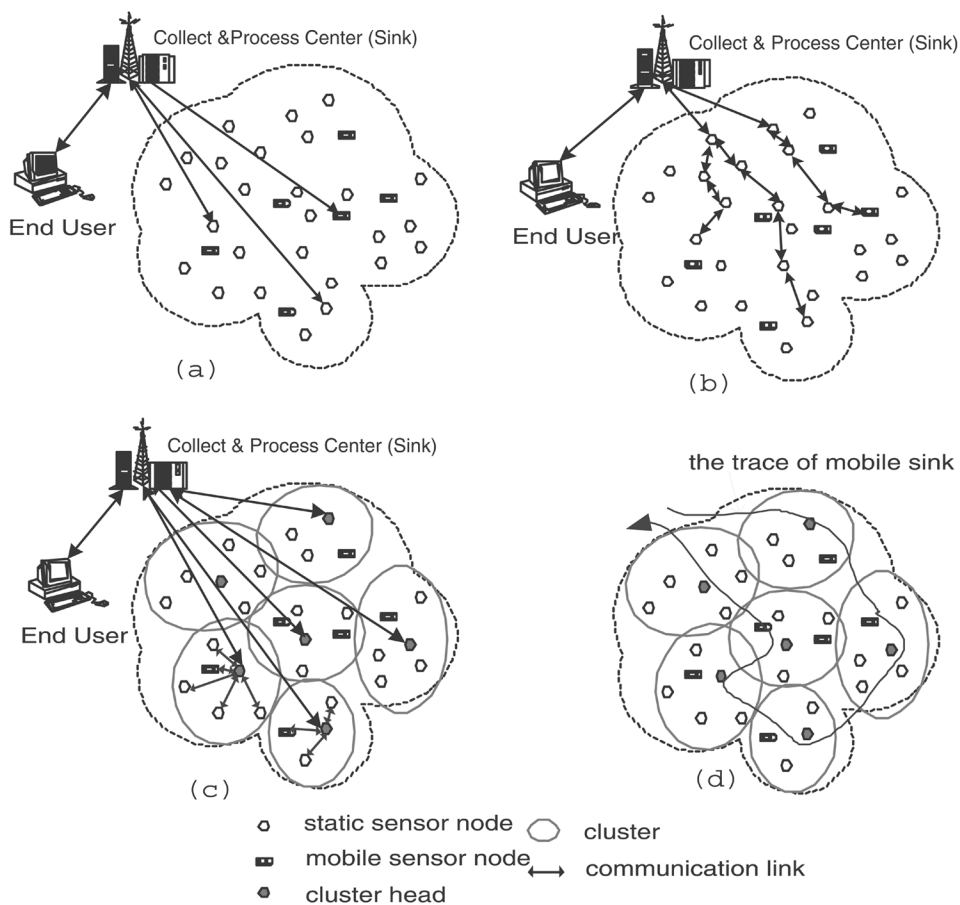 Collect &Process Center (Sink)
End User
(a)
Collect & Process Center (Sink)
End User
(b)
Collect & Process Center (Sink)
End User
(c)
the trace of mobile sink
(d)
static sensor node
mobile sensor node
cluster head
cluster
communication link